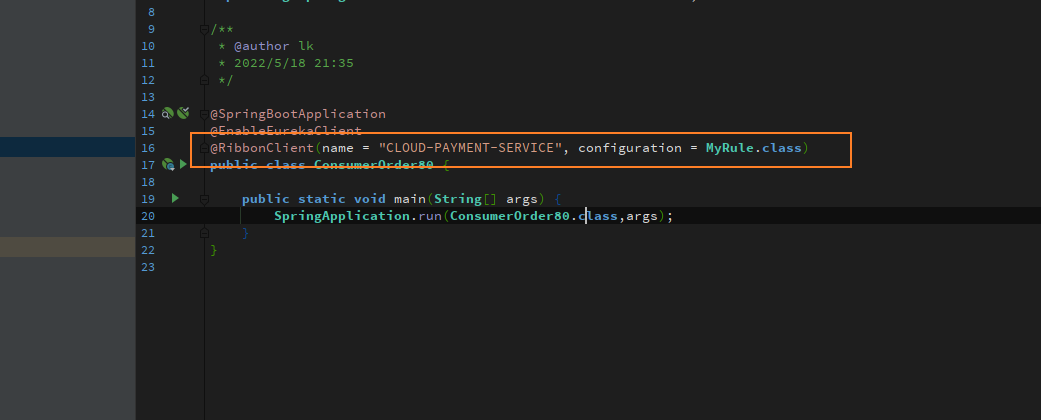 8
9 /**
10 * @author lk
11 * 2022/5/18 21:35
12 */
13
14 @SpringBootApplication
15 @EnableEurekaClient
16 @RibbonClient(name = "CLOUD-PAYMENT-SERVICE", configuration = MyRule.class)
17 public class ConsumerOrder80 {
18
19 public static void main(String[] args) {
20 SpringApplication.run(ConsumerOrder80.class,args);
21 }
22 }
23